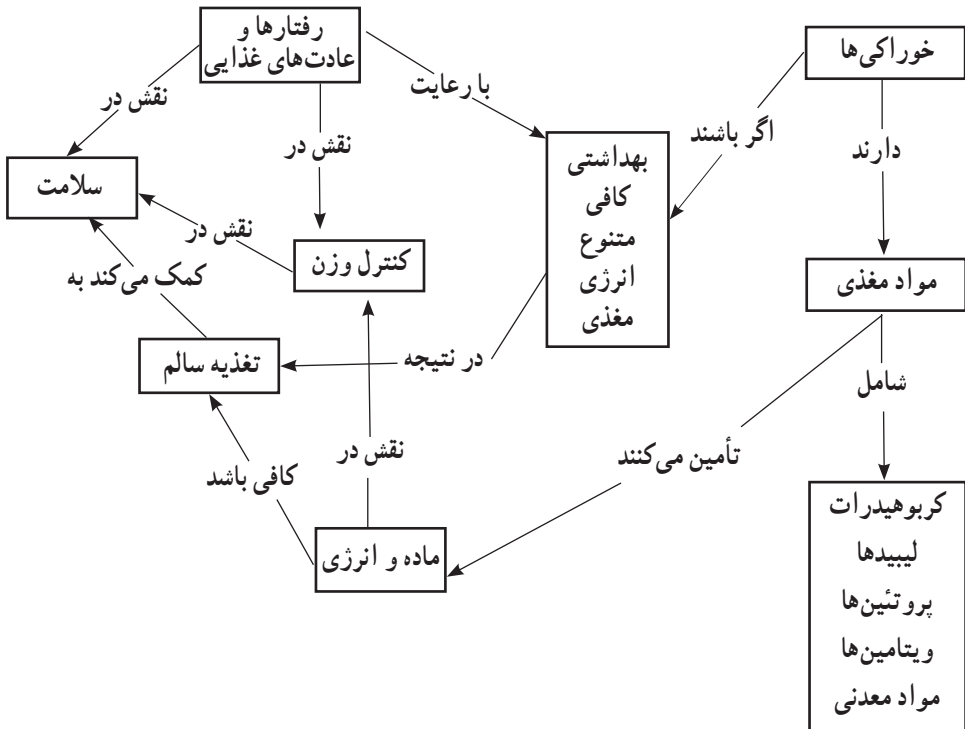 خوراکی‌ها
رفتارها و
عادت‌های غذایی
با رعایت
نقش در
اگر باشند
دارند
نقش در
بهداشتی
کافی
متنوع
انرژی
مغذی
سلامت
نقش در
کنترل وزن
کمک می‌کند به
مواد مغذی
در نتیجه
تغذیه سالم
شامل
نقش در
تأمین می‌کنند
کافی باشد
ماده و انرژی
کربوهیدرات
لیبیدها
پروتئین‌ها
ویتامین‌ها
مواد معدنی